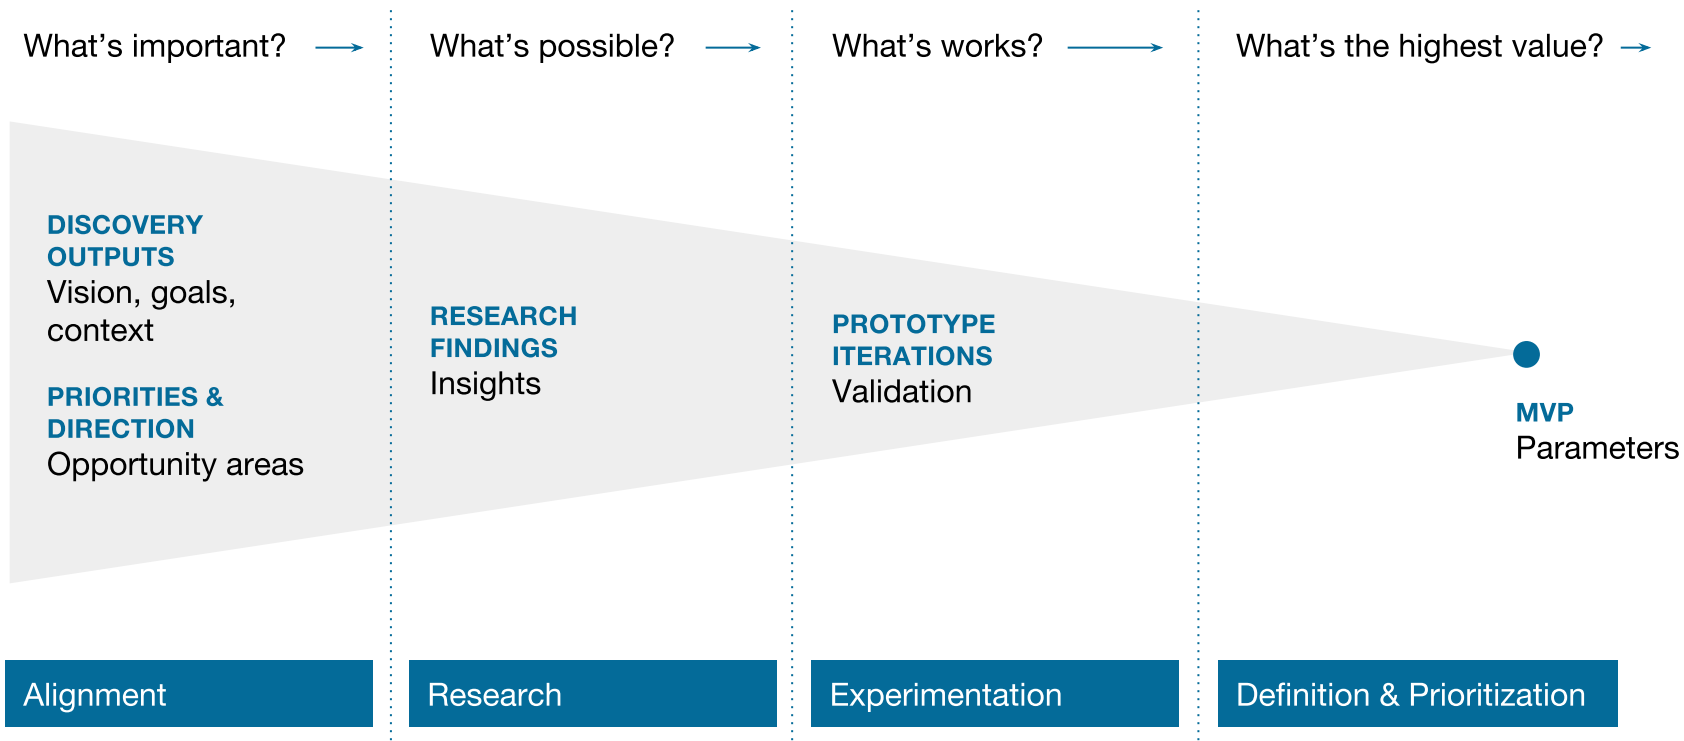 What’s important?
What’s possible?
What’s works?
What’s the highest value?
DISCOVERY
OUTPUTS
Vision, goals,
context
PRIORITIES &
DIRECTION
Opportunity areas
RESEARCH
FINDINGS
Insights
PROTOTYPE
ITERATIONS
Validation
MVP
Parameters
Alignment
Research
Experimentation
Definition & Prioritization